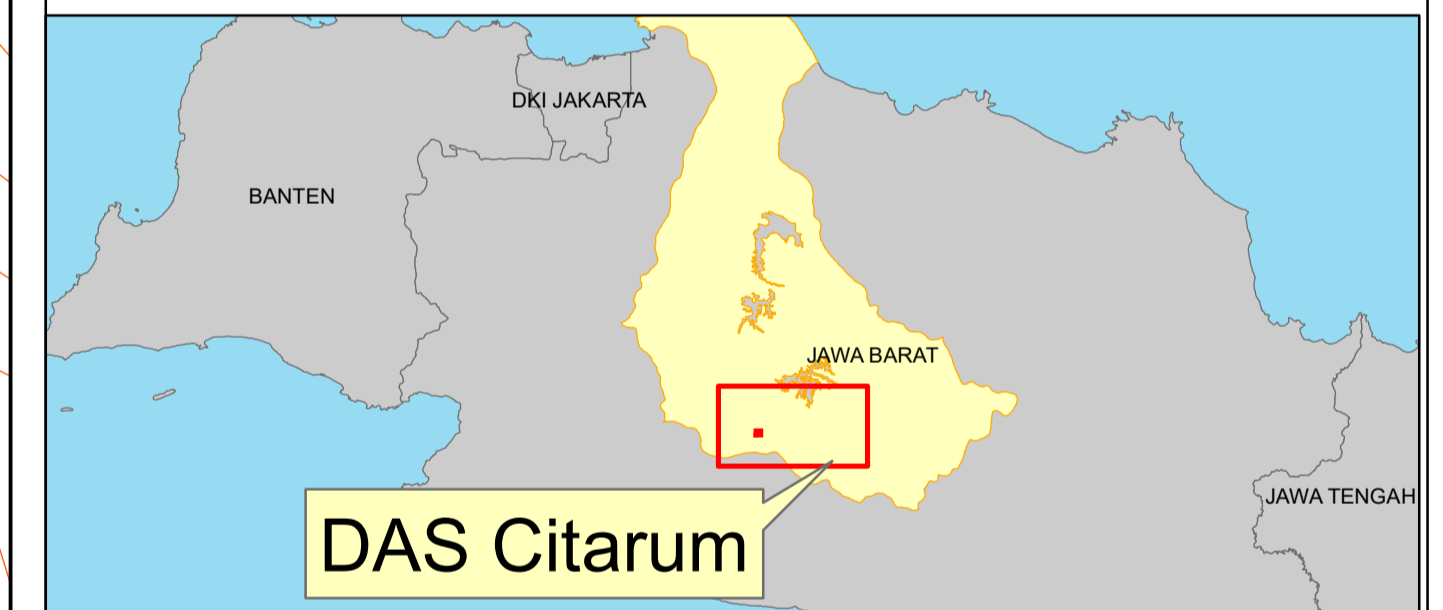 DKI JAKARTA
BANTEN
JAWA BARAT
JAWA TENGAH
DAS Citarum